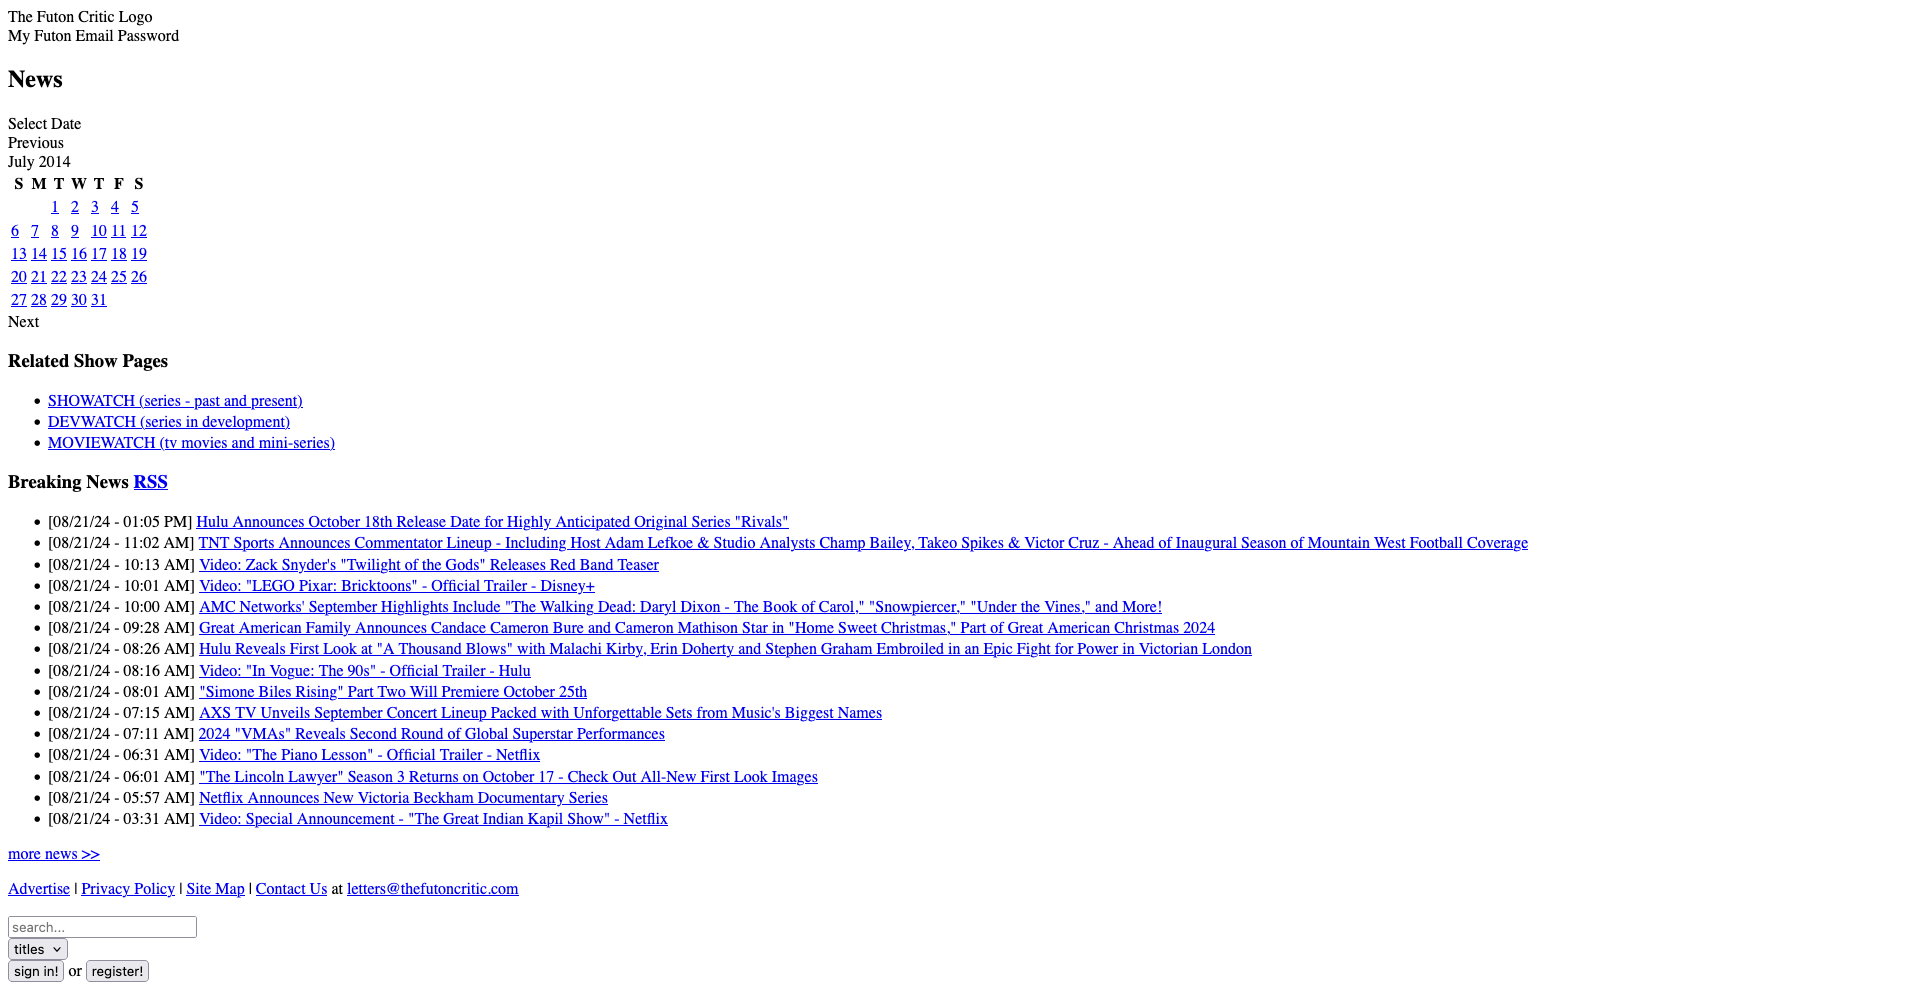 The Futon Critic Logo
My Futon Email Password
News
Select Date
Previous
July 2014
S M T W T F S
1 2 3 4 5
6 7 8 9 10 11 12
13 14 15 16 17 18 19
20 21 22 23 24 25 26
27 28 29 30 31
Next
Related Show Pages
SHOWATCH (series - past and present)
DEVWATCH (series in development)
MOVIEWATCH (tv movies and mini-series)
Breaking News RSS
[08/21/24 - 01:05 PM] Hulu Announces October 18th Release Date for Highly Anticipated Original Series "Rivals"
[08/21/24 - 11:02 AM] TNT Sports Announces Commentator Lineup - Including Host Adam Lefkoe & Studio Analysts Champ Bailey, Takeo Spikes & Victor Cruz - Ahead of Inaugural Season of Mountain West Football Coverage
[08/21/24 - 10:13 AM] Video: Zack Snyder's "Twilight of the Gods" Releases Red Band Teaser
[08/21/24 - 10:01 AM] Video: "LEGO Pixar: Bricktoons" - Official Trailer - Disney+
[08/21/24 - 10:00 AM] AMC Networks' September Highlights Include "The Walking Dead: Daryl Dixon - The Book of Carol," "Snowpiercer," "Under the Vines," and More!
[08/21/24 - 09:28 AM] Great American Family Announces Candace Cameron Bure and Cameron Mathison Star in "Home Sweet Christmas," Part of Great American Christmas 2024
[08/21/24 - 08:26 AM] Hulu Reveals First Look at "A Thousand Blows" with Malachi Kirby, Erin Doherty and Stephen Graham Embroiled in an Epic Fight for Power in Victorian London
[08/21/24 - 08:16 AM] Video: "In Vogue: The 90s" - Official Trailer - Hulu
[08/21/24 - 08:01 AM] "Simone Biles Rising" Part Two Will Premiere October 25th
[08/21/24 - 07:15 AM] AXS TV Unveils September Concert Lineup Packed with Unforgettable Sets from Music's Biggest Names
[08/21/24 - 07:11 AM] 2024 "VMAs" Reveals Second Round of Global Superstar Performances
[08/21/24 - 06:31 AM] Video: "The Piano Lesson" - Official Trailer - Netflix
[08/21/24 - 06:01 AM] "The Lincoln Lawyer" Season 3 Returns on October 17 - Check Out All-New First Look Images
[08/21/24 - 05:57 AM] Netflix Announces New Victoria Beckham Documentary Series
[08/21/24 - 03:31 AM] Video: Special Announcement - "The Great Indian Kapil Show" - Netflix
more news >>
Advertise | Privacy Policy | Site Map | Contact Us at letters@thefutoncritic.com
search...
titles
sign in! or register!